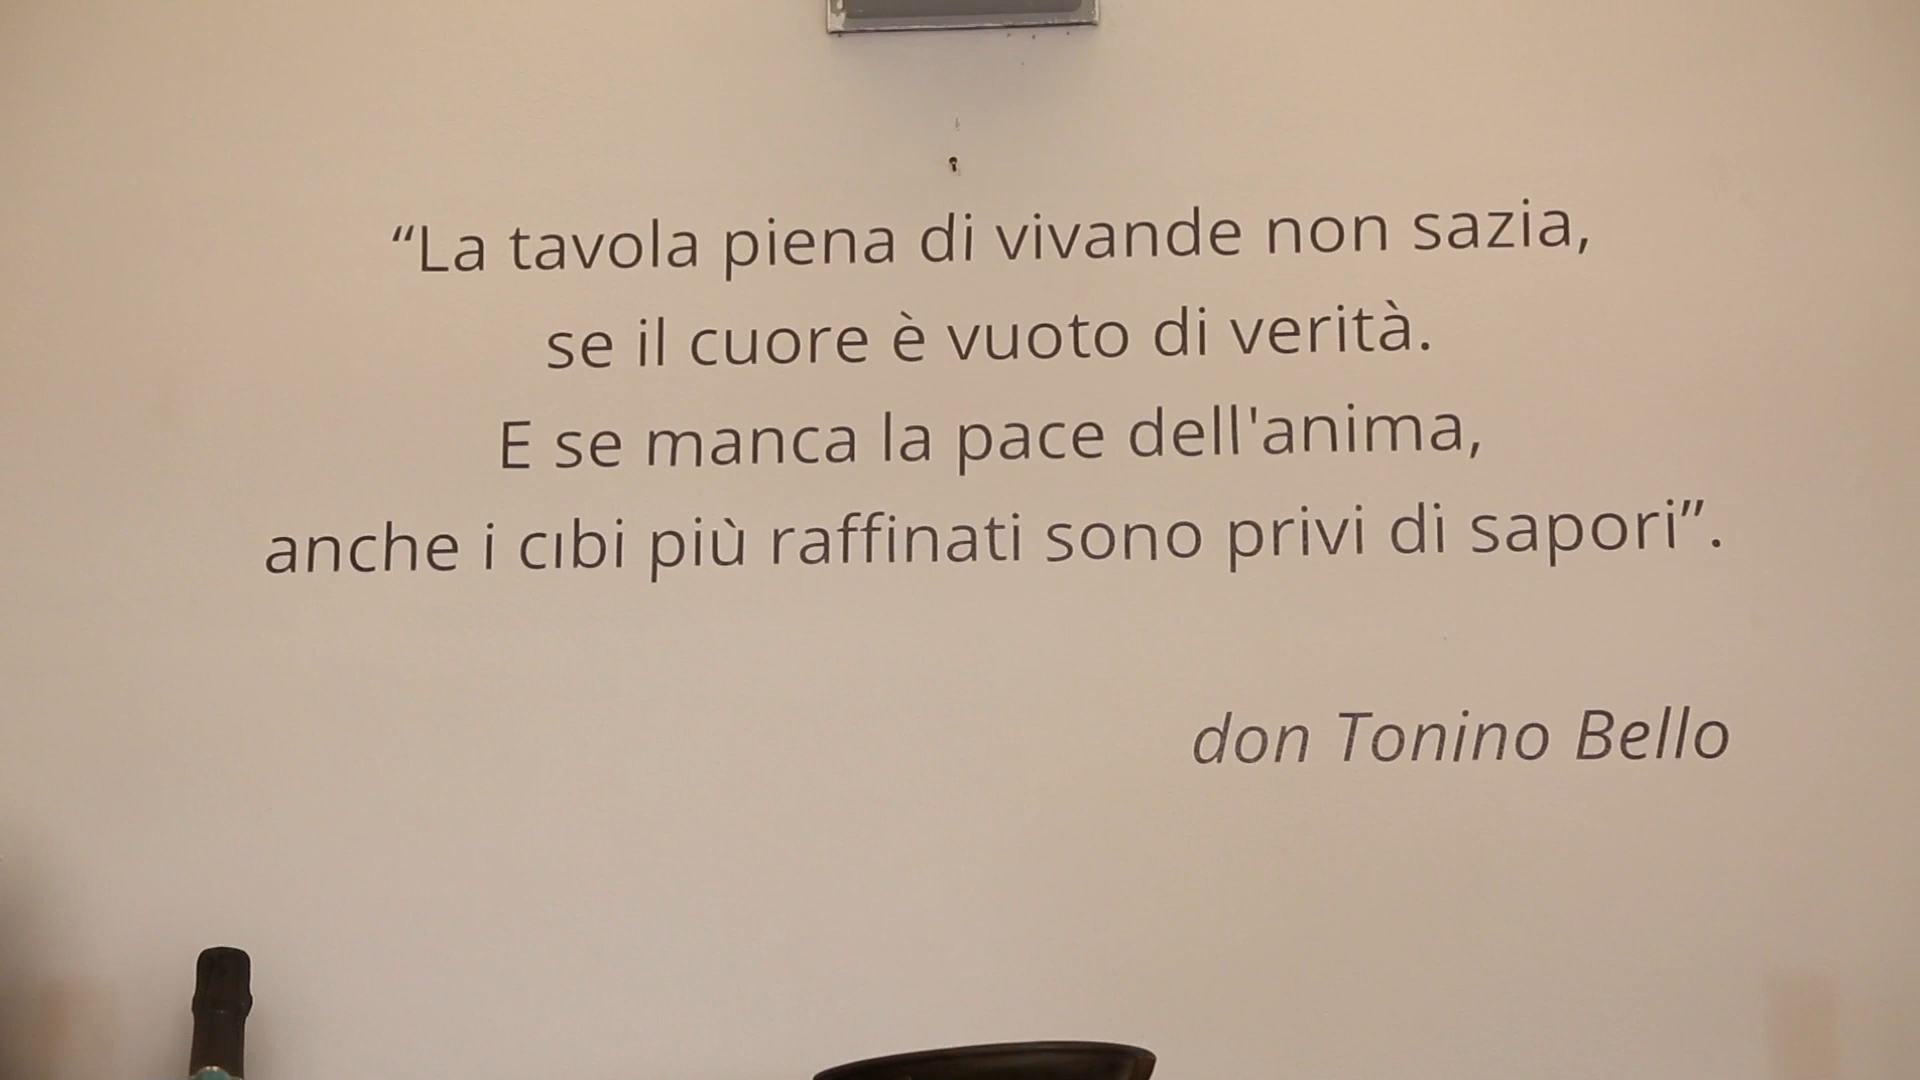 “La tavola piena di vivande non sazia,
se il cuore è vuoto di verità.
E se manca la pace dell'anima,
anche i cıbi più raffinati sono privi di sapori”.
don Tonino Bello